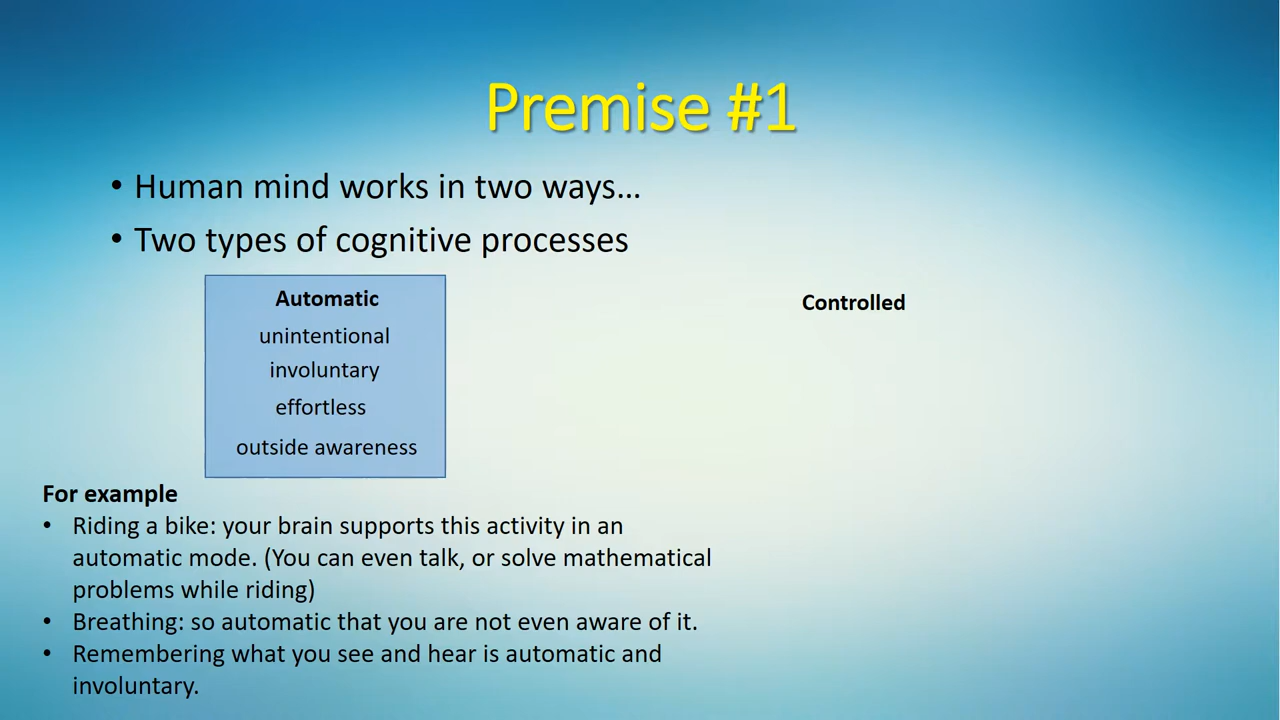 Premise #1
• Human mind works in two ways...
• Two types of cognitive processes
Automatic
unintentional
involuntary
effortless
outside awareness
Controlled
For example
• Riding a bike: your brain supports this activity in an
automatic mode. (You can even talk, or solve mathematical
problems while riding)
• Breathing: so automatic that you are not even aware of it.
• Remembering what you see and hear is automatic and
involuntary.